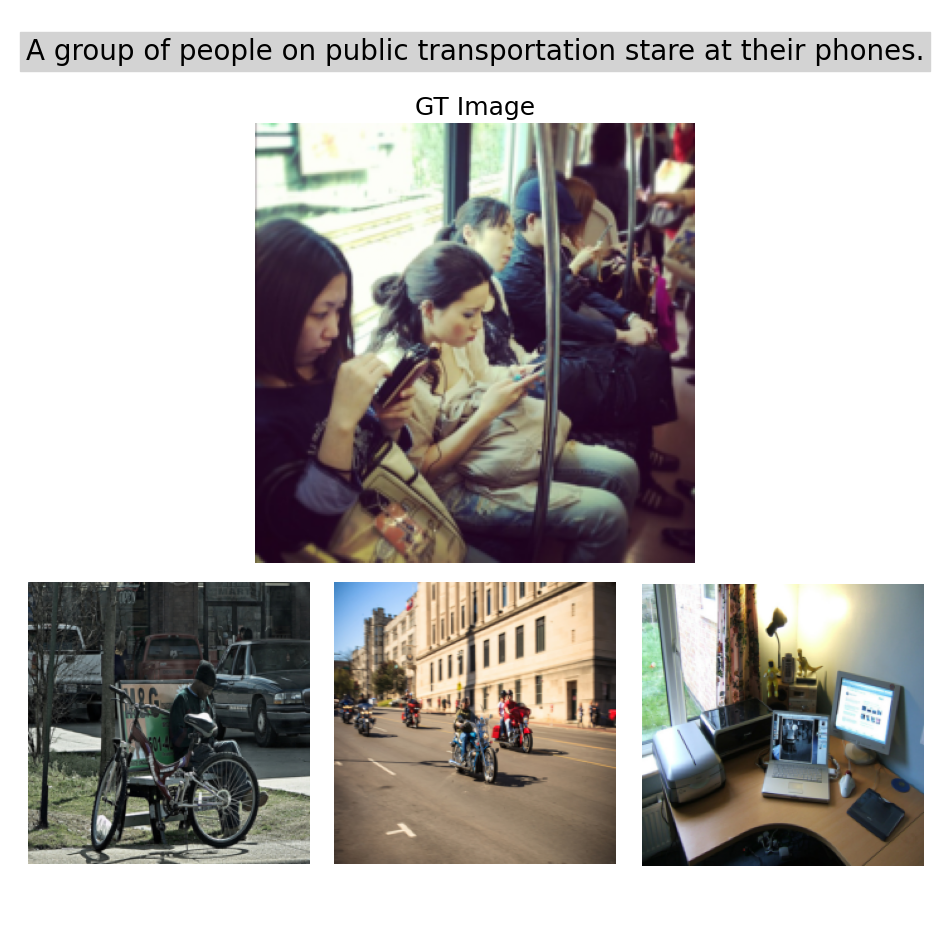 A group of people on public transportation stare at their phones.
GT Image